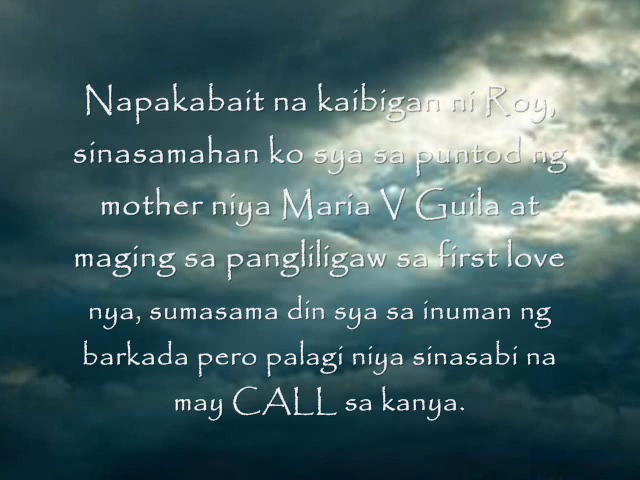 Napakabait na kaibigan ni Roy,
sinasamahan ko sya sa puntod ng
mother niya Maria V Guila at
maging sa pangliligaw sa first love
nya, sumasama din sya sa inuman ng
barkada pero palagi niya sinasabi na
may CALL sa kanya.